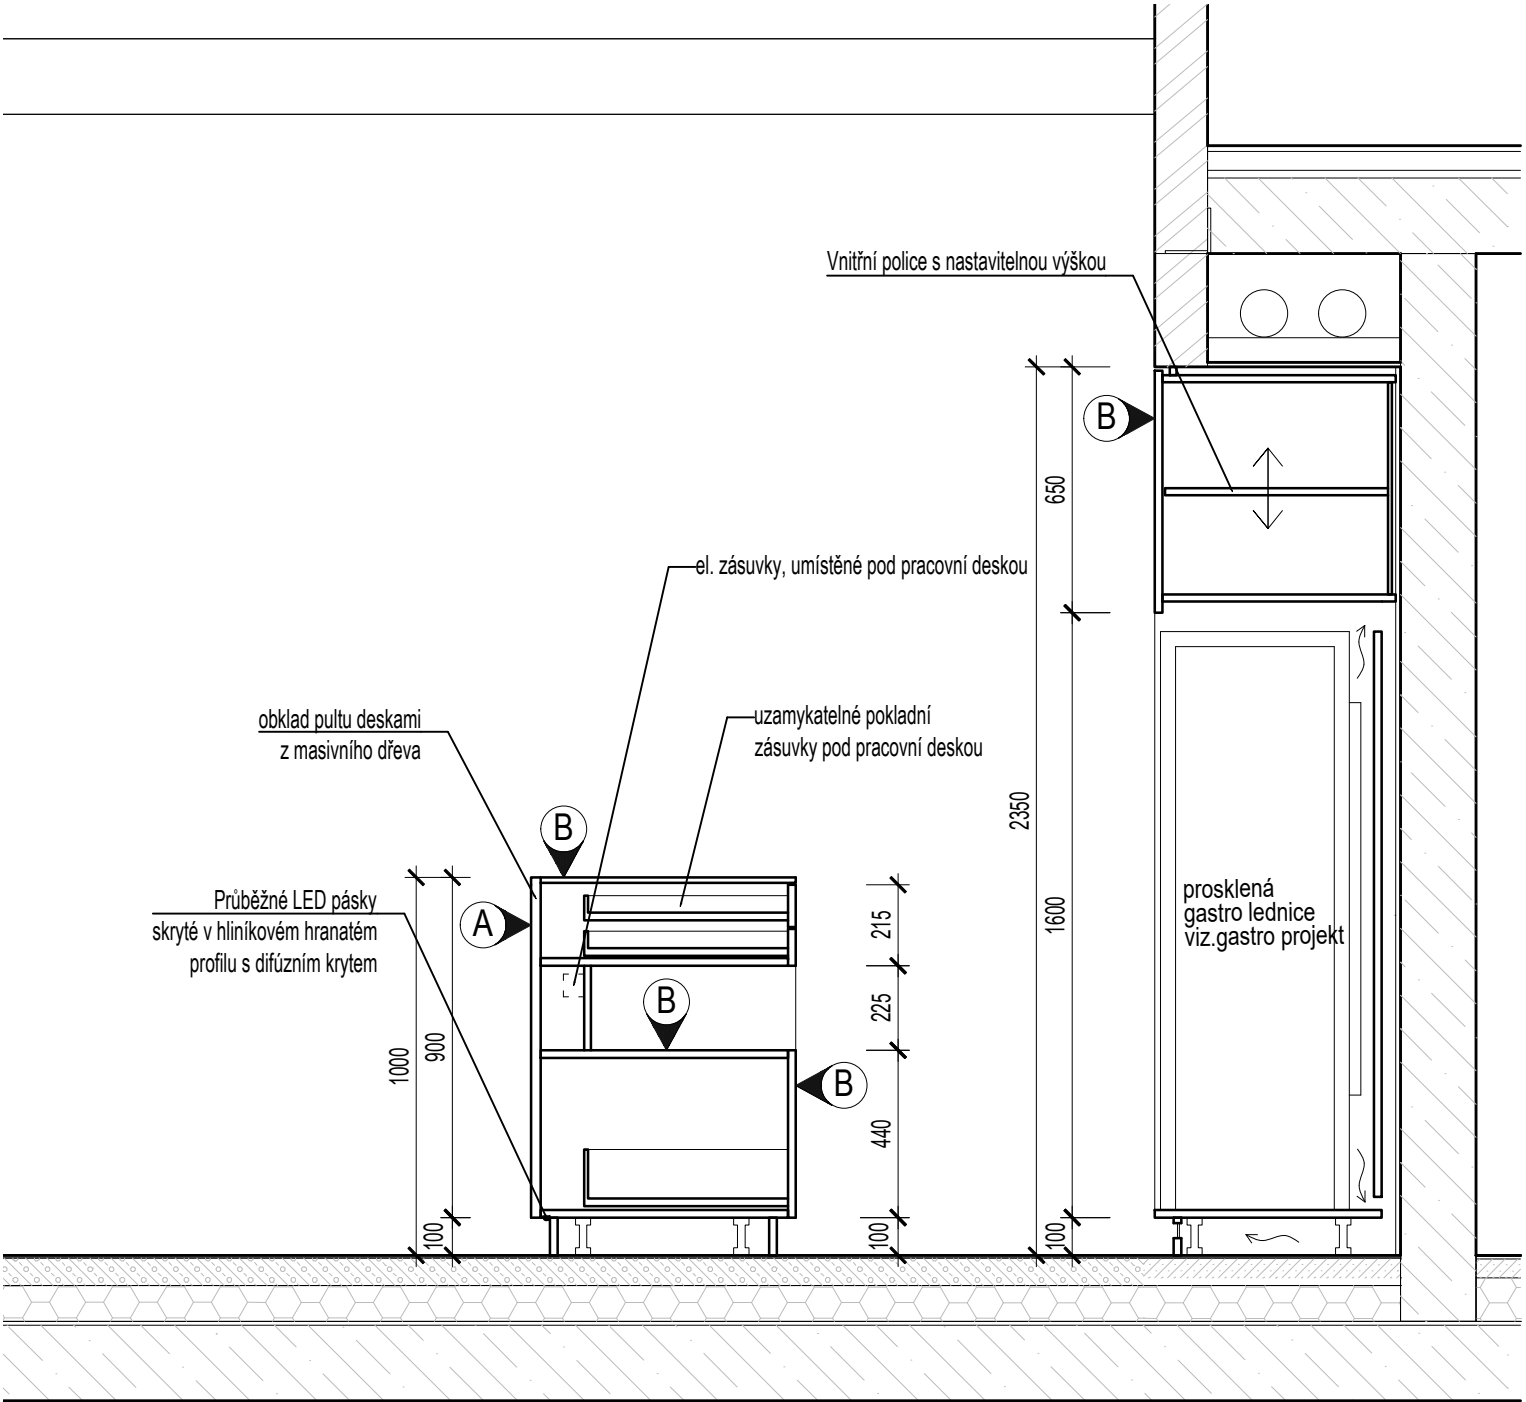 Vnitřní police s nastavitelnou výškou
B
650
el. zásuvky, umístěné pod pracovní deskou
obklad pultu deskami
z masivního dřeva
uzamykatelné pokladní
zásuvky pod pracovní deskou
2350
B
Průběžné LED pásky
skryté v hliníkovém hranatém
profilu s difúzním krytem
A
215
1600
prosklená
gastro lednice
viz.gastro projekt
B
225
1000
900
B
440
100
100
100